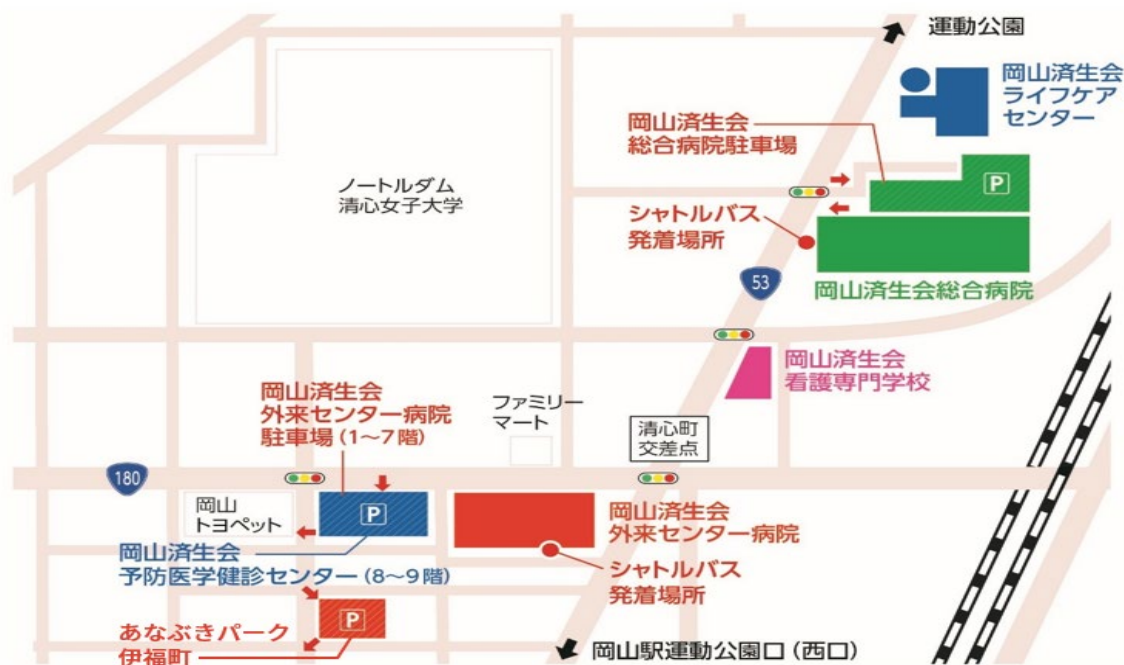 運動公園
岡山済生会
ライフケア
センター
岡山済生会
総合病院駐車場
P
ノートルダム
清心女子大学
シャトルバス
発着場所
53
岡山済生会総合病院
岡山済生会
看護専門学校
岡山済生会
外来センター病院
駐車場(1～7階)
ファミリー
マート
清心町
交差点
180
岡山
トヨペット
P
岡山済生会
外来センター病院
岡山済生会
予防医学健診センター(8～9階)
シャトルバス
発着場所
P
あなぶきパーク
伊福町
岡山駅運動公園口(西口)